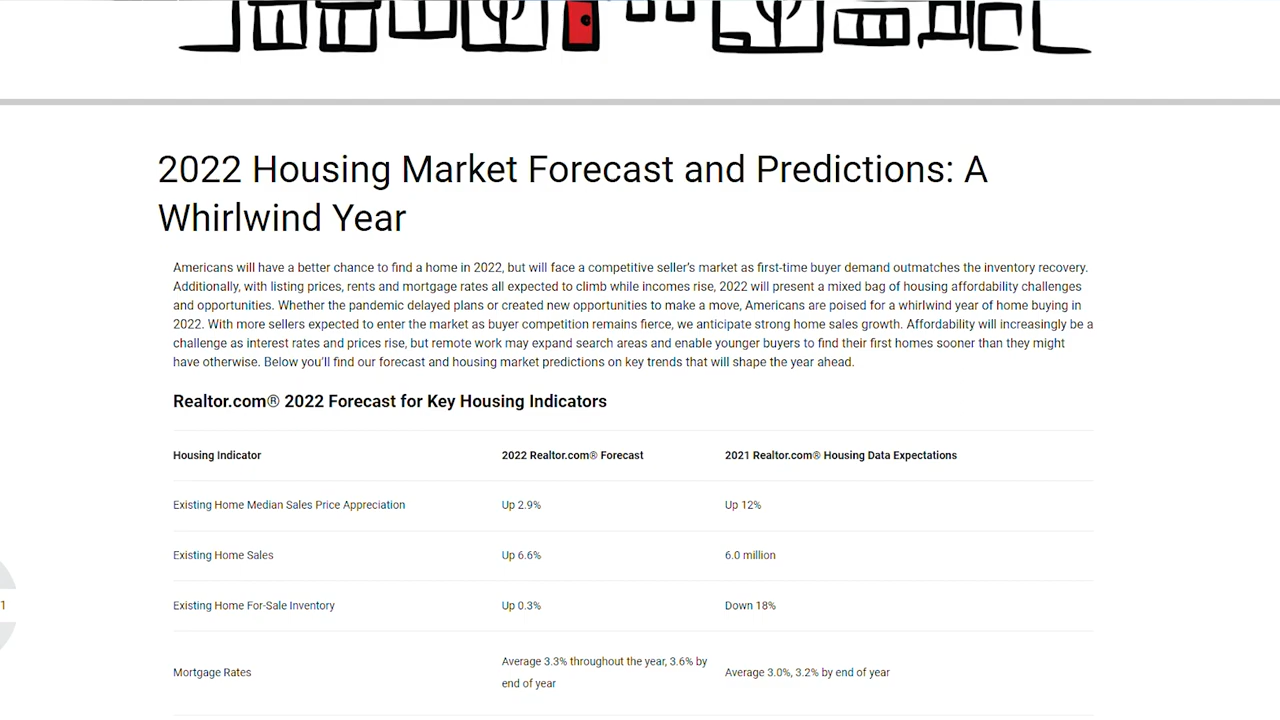 2022 Housing Market Forecast and Predictions: A
Whirlwind Year
Americans will have a better chance to find a home in 2022, but will face a competitive seller's market as first-time buyer demand outmatches the inventory recovery.
Additionally, with listing prices, rents and mortgage rates all expected to climb while incomes rise, 2022 will present a mixed bag of housing affordability challenges
and opportunities. Whether the pandemic delayed plans or created new opportunities to make a move, Americans are poised for a whirlwind year of home buying in
2022. With more sellers expected to enter the market as buyer competition remains fierce, we anticipate strong home sales growth. Affordability will increasingly be a
challenge as interest rates and prices rise, but remote work may expand search areas and enable younger buyers to find their first homes sooner than they might
have otherwise. Below you'll find our forecast and housing market predictions on key trends that will shape the year ahead.
Realtor.com® 2022 Forecast for Key Housing Indicators
Housing Indicator 2022 Realtor.com® Forecast 2021 Realtor.com® Housing Data Expectations
Existing Home Median Sales Price Appreciation Up 2.9% Up 12%
Existing Home Sales Up 6.6% 6.0 million
Existing Home For-Sale Inventory Up 0.3% Down 18%
1
Mortgage Rates Average 3.3% throughout the year, 3.6% by
end of year Average 3.0%, 3.2% by end of year